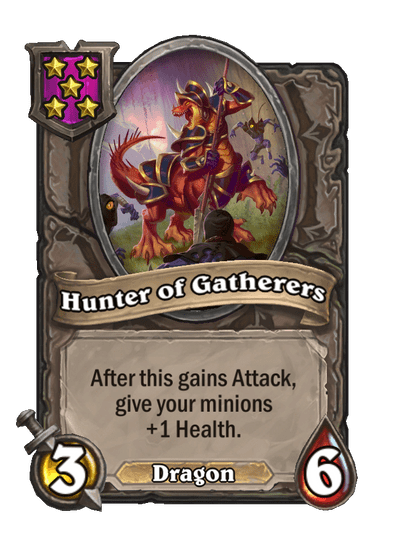 Hunter of Gatherers
After this gains Attack,
give your minions
+1 Health.
3
Dragon
6